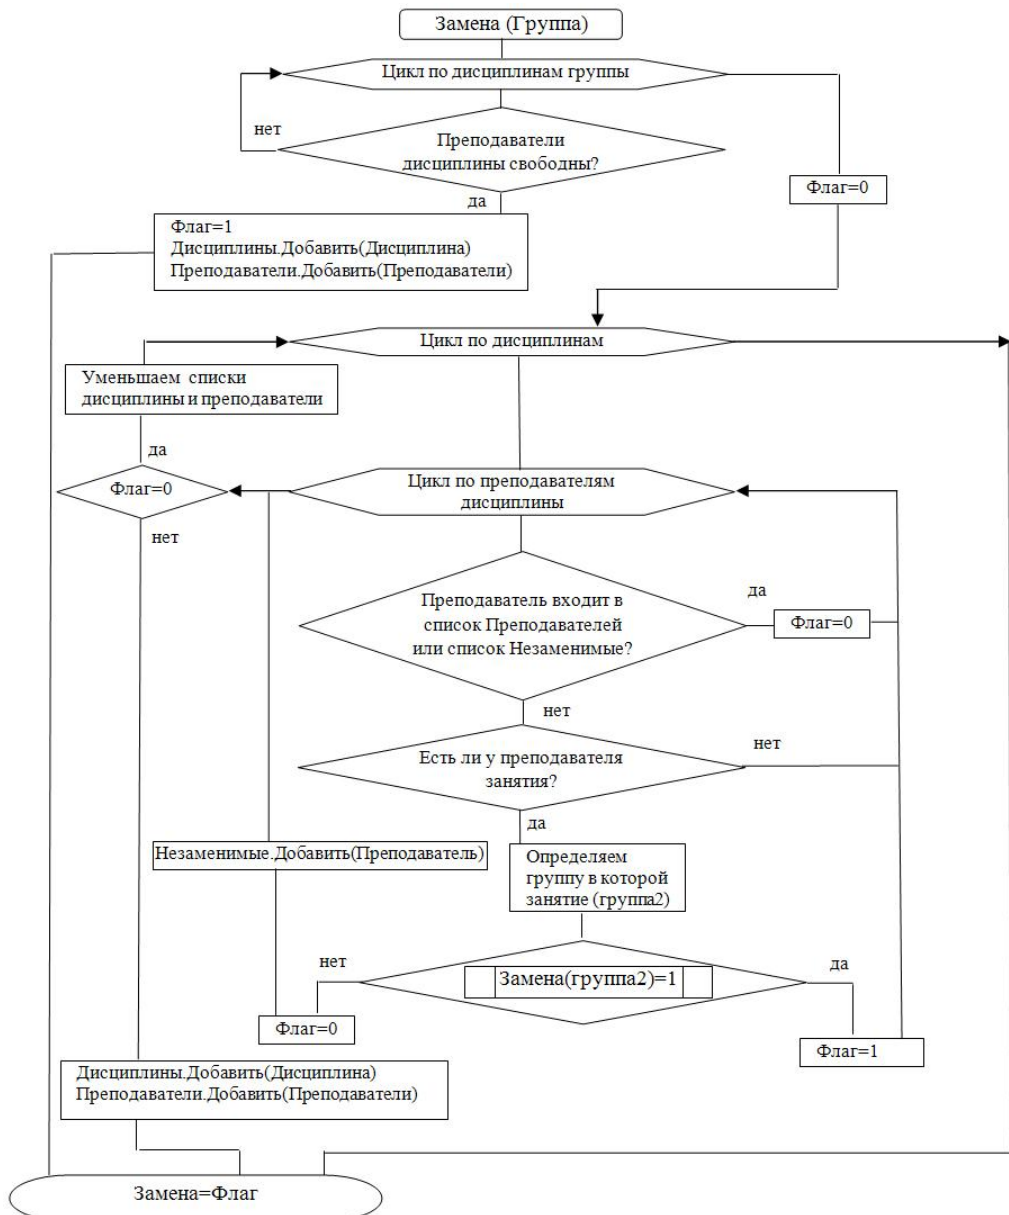 Замена (Группа)
Цикл по дисциплинам группы
нет
Преподаватели
дисциплины свободны?
да
Флаг=0
Флаг=1
Дисциплины.Добавить(Дисциплина)
Преподаватели.Добавить(Преподаватели)
Цикл по дисциплинам
Уменьшаем списки
дисциплины и преподаватели
да
Флаг=0
нет
Цикл по преподавателям
дисциплины
Преподаватель входит в
список Преподавателей
или список Незаменимые?
да
Флаг=0
нет
Есть ли у преподавателя
занятия?
нет
да
Незаменимые.Добавить(Преподаватель)
Определяем
группу в которой
занятие (группа2)
нет
Замена(группа2)=1
да
Флаг=0
Флаг=1
Дисциплины.Добавить(Дисциплина)
Преподаватели.Добавить(Преподаватели)
Замена=Флаг